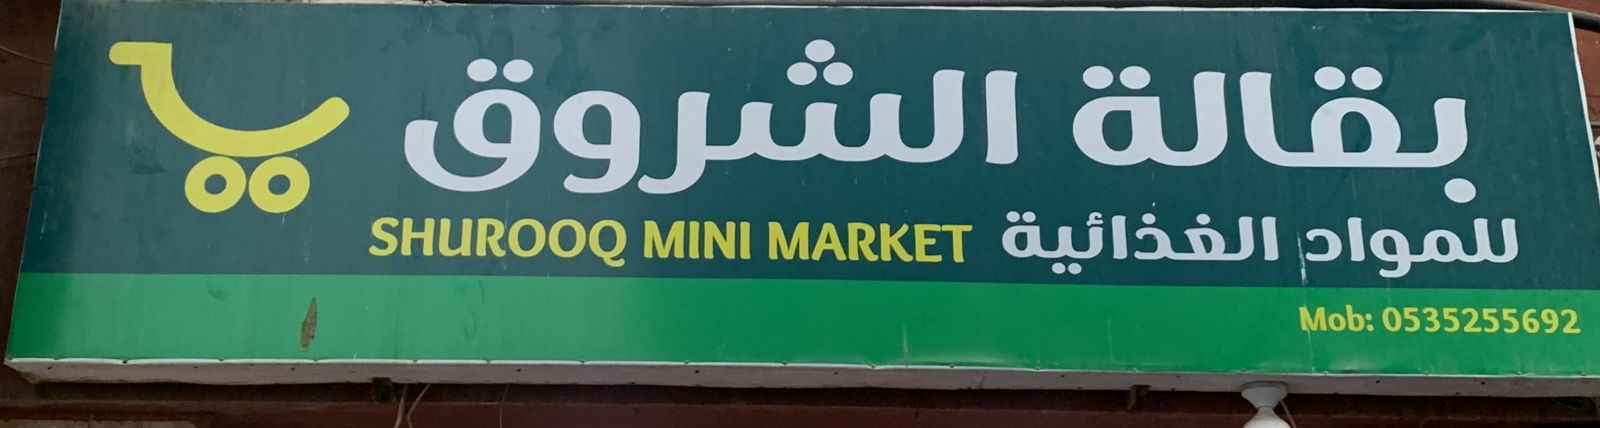 بقالة الشروق
للمواد الغذائية
SHUROOQ MINI MARKET
Mob: 0535255692